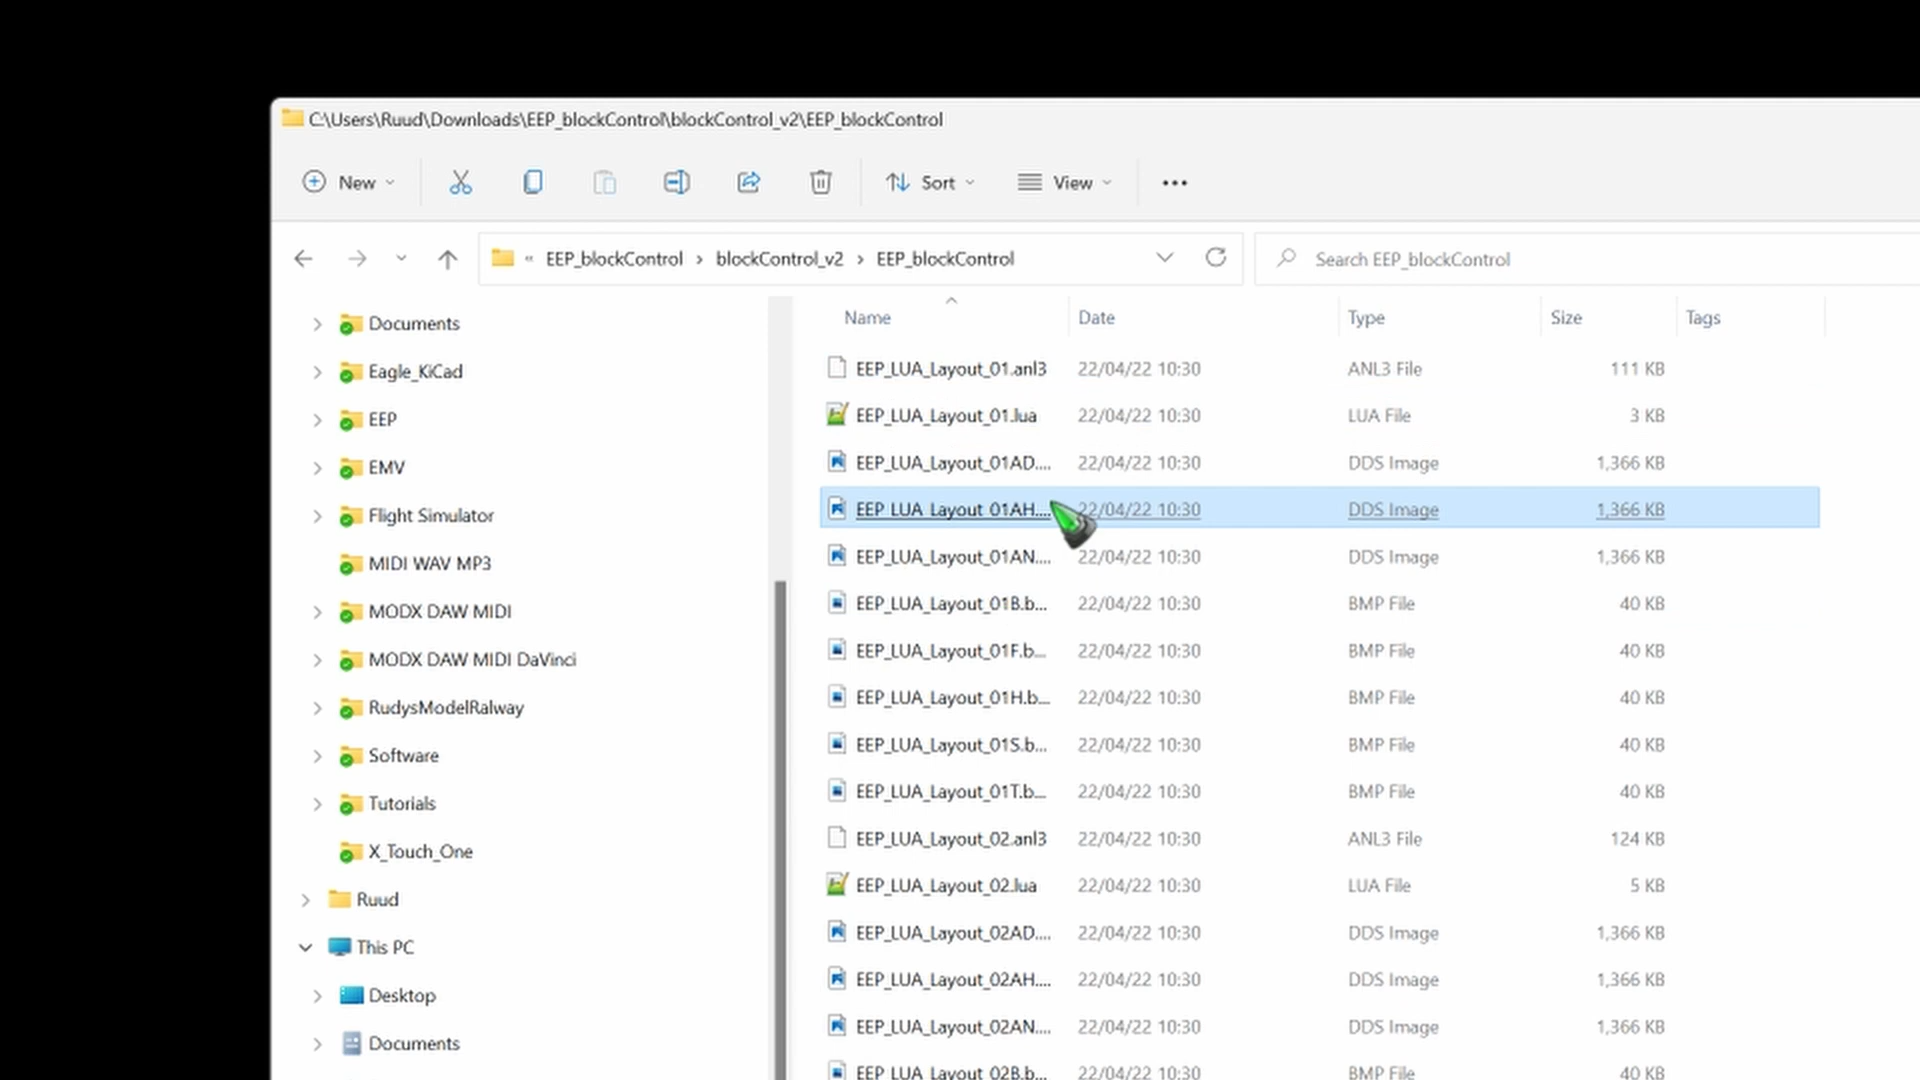 C:\Users\Ruud\Downloads\EEP_blockControl\blockControl_v2\EEP_blockControl
New Sort View •••
« EEP_blockControl › blockControl_v2 › EEP_blockControl Search EEP_blockControl
Name Date Type Size Tags
Documents
Eagle_KiCad
EEP
EMV
Flight Simulator
MIDI WAV MP3
MODX DAW MIDI
MODX DAW MIDI DaVinci
RudysModelRalway
Software
Tutorials
X_Touch_One
Ruud
This PC
Desktop
Documents
EEP_LUA_Layout_01.anl3 22/04/22 10:30 ANL3 File 111 KB
EEP_LUA_Layout_01.lua 22/04/22 10:30 LUA File 3 KB
EEP_LUA_Layout_01AD.... 22/04/22 10:30 DDS Image 1,366 KB
EEP_LUA_Layout_01AH.... 22/04/22 10:30 DDS Image 1,366 KB
EEP_LUA_Layout_01AN.... 22/04/22 10:30 DDS Image 1,366 KB
EEP_LUA_Layout_01B.b... 22/04/22 10:30 BMP File 40 KB
EEP_LUA_Layout_01F.b... 22/04/22 10:30 BMP File 40 KB
EEP_LUA_Layout_01H.b... 22/04/22 10:30 BMP File 40 KB
EEP_LUA_Layout_01S.b... 22/04/22 10:30 BMP File 40 KB
EEP_LUA_Layout_01T.b... 22/04/22 10:30 BMP File 40 KB
EEP_LUA_Layout_02.anl3 22/04/22 10:30 ANL3 File 124 KB
EEP_LUA_Layout_02.lua 22/04/22 10:30 LUA File 5 KB
EEP_LUA_Layout_02AD.... 22/04/22 10:30 DDS Image 1,366 KB
EEP_LUA_Layout_02AH.... 22/04/22 10:30 DDS Image 1,366 KB
EEP_LUA_Layout_02AN.... 22/04/22 10:30 DDS Image 1,366 KB
EEP_LUA_Layout_02B.b... 22/04/22 10:30 BMP File 40 KB